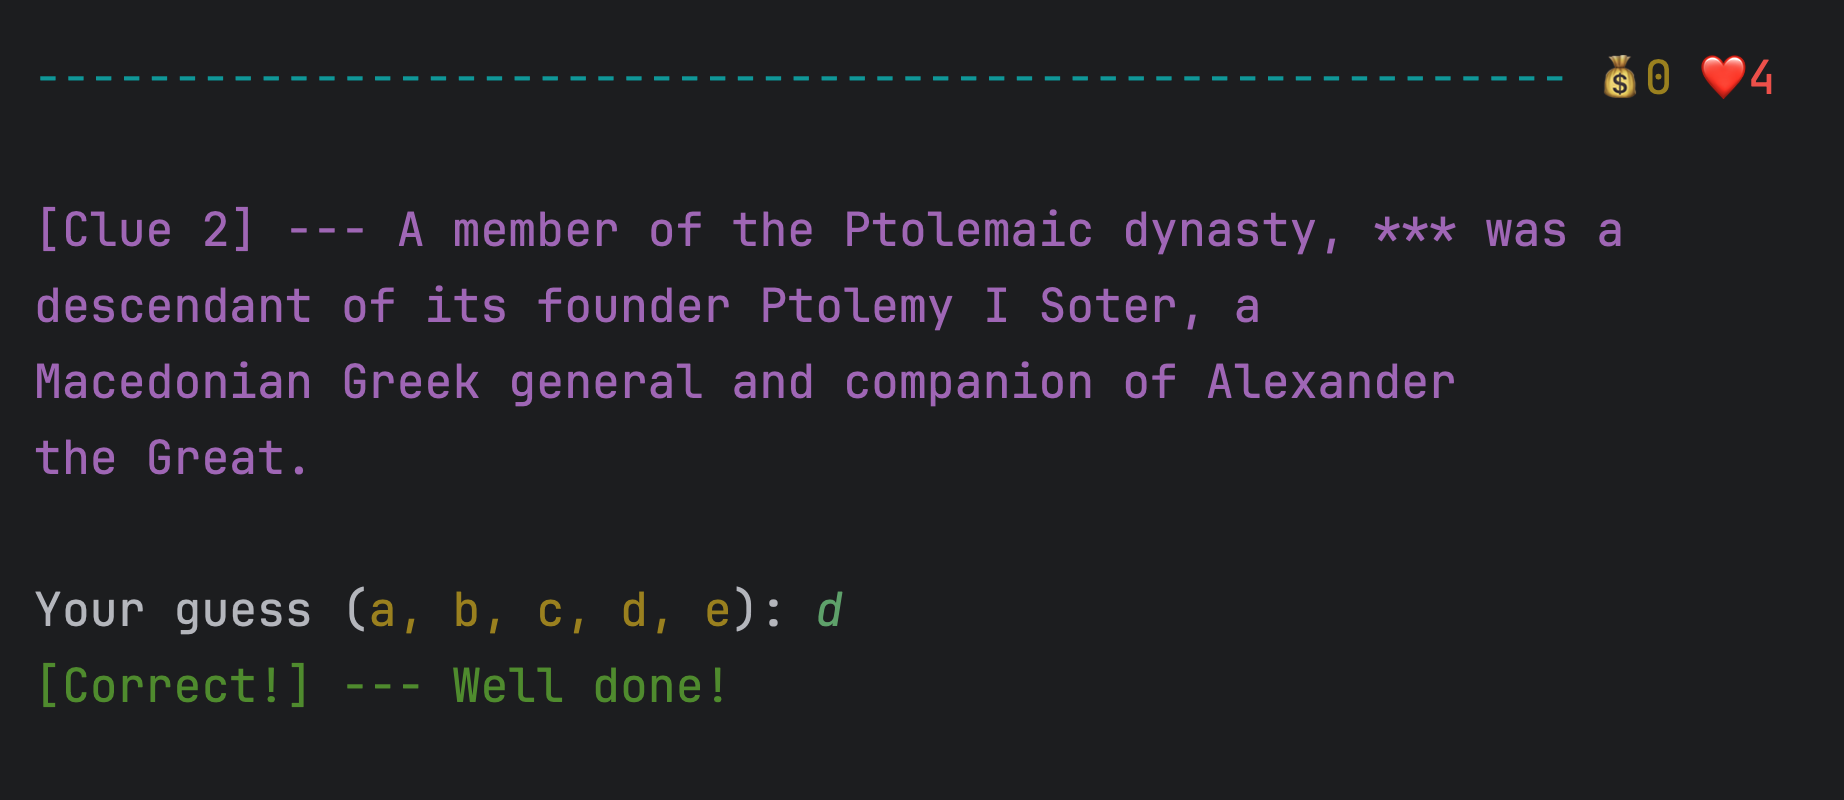 ------------------------------------------------------- 💰0 ❤️4
[Clue 2] --- A member of the Ptolemaic dynasty, *** was a
descendant of its founder Ptolemy I Soter, a
Macedonian Greek general and companion of Alexander
the Great.
Your guess (a, b, c, d, e): d
[Correct!] --- Well done!